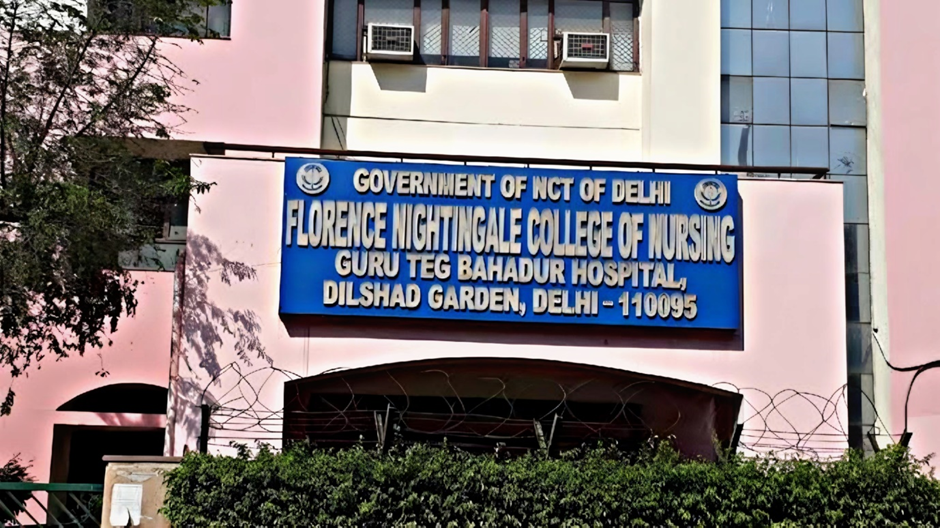 GOVERNMENT OF NCT OF DELHI
FLORENCE NIGHTINGALE COLLEGE OF NURSING
GURU TEG BAHADUR HOSPITAL,
DILSHAD GARDEN, DELHI – 110095